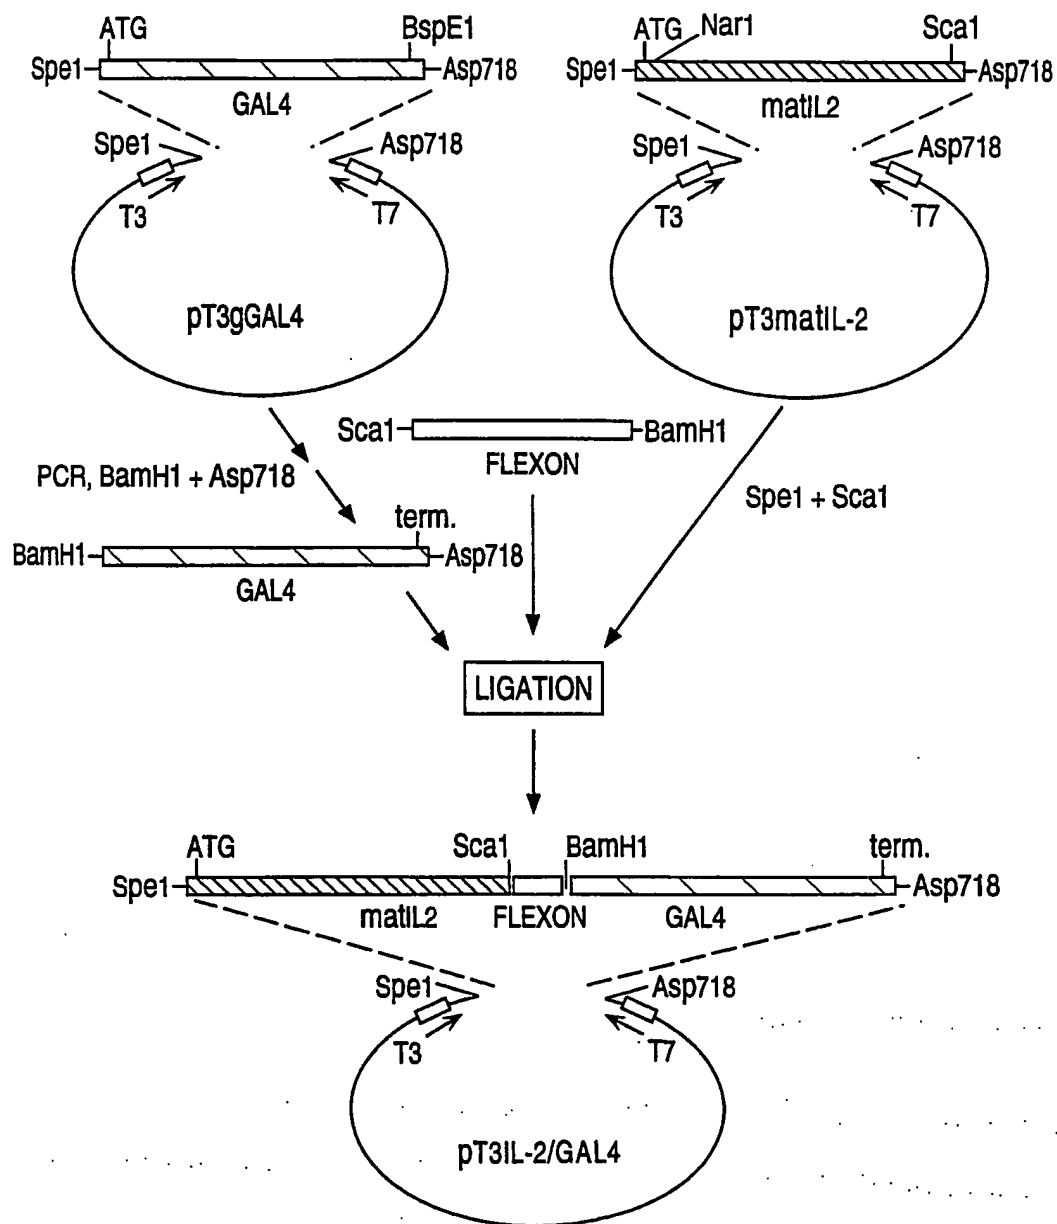 ATG
BspE1
Spe1
Asp718
GAL4
Spe1
Asp718
T3
T7
pT3gGAL4
ATG
Nar1
Sca1
Spe1
Asp718
matIL2
Spe1
Asp718
T3
T7
pT3matIL-2
Sca1
BamH1
FLEXON
PCR, BamH1 + Asp718
Spe1 + Sca1
term.
BamH1
Asp718
GAL4
LIGATION
ATG
Sca1
BamH1
term.
Spe1
Asp718
matIL2
FLEXON
GAL4
Spe1
Asp718
T3
T7
pT3IL-2/GAL4